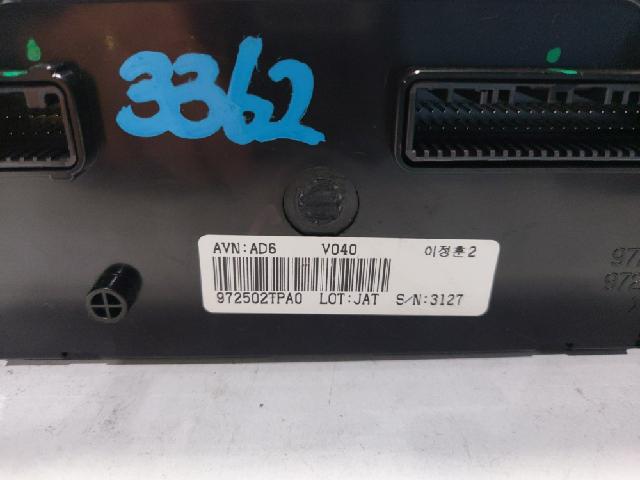 3362
AVN:AD6 V040 이정훈2
972502TPA0 LOT:JAT S/N:3127